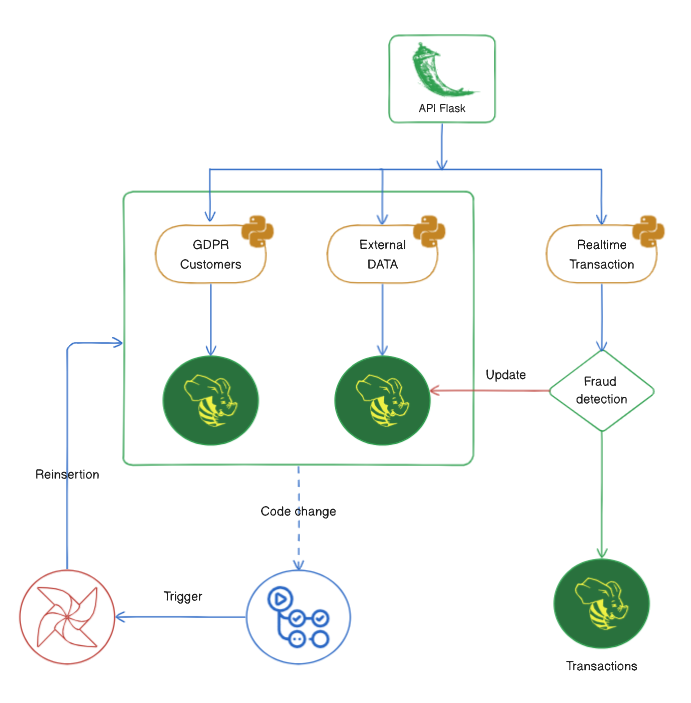 API Flask
GDPR
Customers
External
DATA
Realtime
Transaction
Update
Fraud
detection
Reinsertion
Code change
Trigger
Transactions